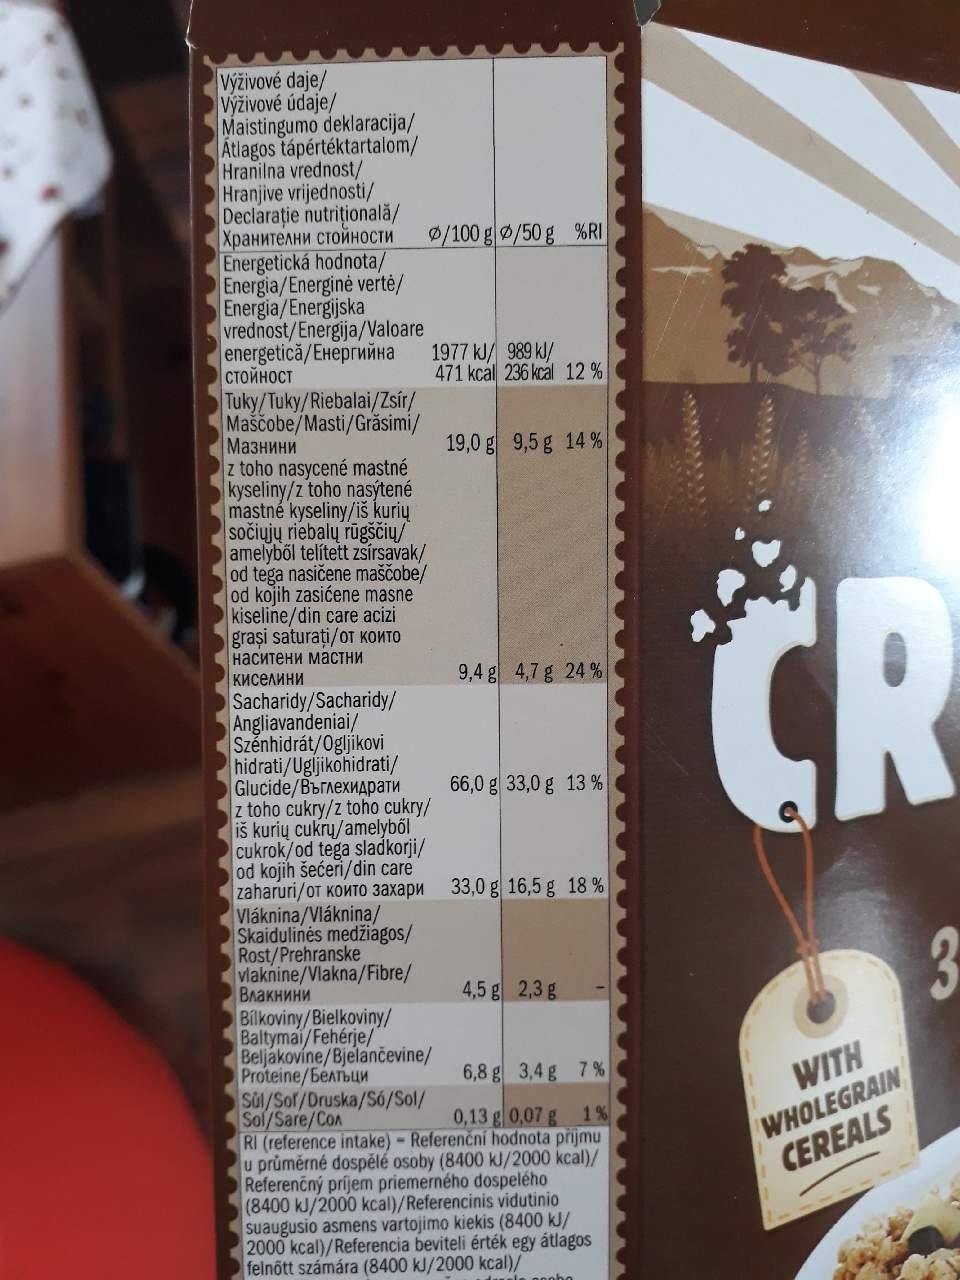 Výživové daje/
Výživové údaje/
Maistingumo deklaracija/
Átlagos tápértéktartalom/
Hranilna vrednost/
Hranjive vrijednosti/
Declarație nutrițională/
Хранителни стойности ø/100 g ø/50 g %RI
Energetická hodnota/
Energia/Energinė vertė/
Energia/Energijska
vrednost/Energija/Valoare
energetică/Енергийна 1977 kJ/ 989 kJ/
стойност 471 kcal 236 kcal 12 %
Tuky/Tuky/Riebalai/Zsír/
Maščobe/Masti/Grăsimi/
Мазнини 19,0 g 9,5 g 14 %
z toho nasycené mastné
kyseliny/z toho nasýtené
mastné kyseliny/iš kurių
sočiųjų riebalų rūgščių/
amelyből telített zsírsavak/
od tega nasičene maščobe/
od kojih zasićene masne
kiseline/din care acizi
grași saturați/от които
наситени мастни
киселини 9,4 g 4,7 g 24 %
Sacharidy/Sacharidy/
Angliavandeniai/
Szénhidrát/Ogljikovi
hidrati/Ugljikohidrati/
Glucide/Въглехидрати 66,0 g 33,0 g 13 %
z toho cukry/z toho cukry/
iš kurių cukrų/amelyből
cukrok/od tega sladkorji/
od kojih šećeri/din care
zaharuri/от които захари 33,0 g 16,5 g 18 %
Vláknina/Vláknina/
Skaidulinės medžiagos/
Rost/Prehranske
vlaknine/Vlakna/Fibre/
Влакнини 4,5 g 2,3 g -
Bílkoviny/Bielkoviny/
Baltymai/Fehérje/
Beljakovine/Bjelančevine/
Proteine/Белтъци 6,8 g 3,4 g 7 %
Sůl/Soľ/Druska/Só/Sol/
Sol/Sare/Сол 0,13 g 0,07 g 1 %
RI (reference intake) = Referenční hodnota příjmu
u průměrné dospělé osoby (8400 kJ/2000 kcal)/
Referenčný príjem priemerného dospelého
(8400 kJ/2000 kcal)/Referencinis vidutinio
suaugusio asmens vartojimo kiekis (8400 kJ/
2000 kcal)/Referencia beviteli érték egy átlagos
felnőtt számára (8400 kJ/2000 kcal)/
CR
3
WITH
WHOLEGRAIN
CEREALS